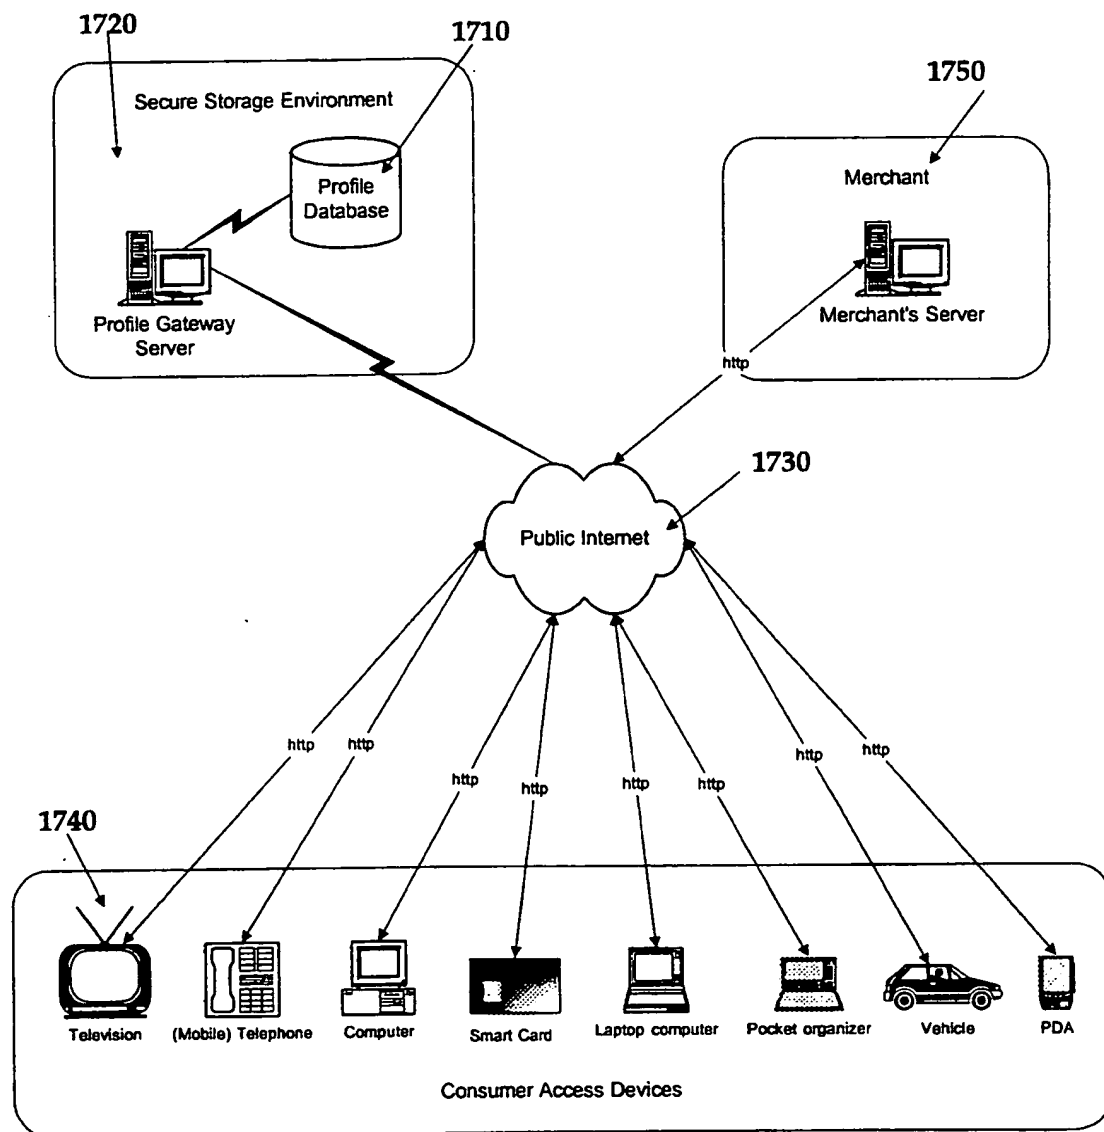 1720
1710
1750
Secure Storage Environment
Profile
Database
Profile Gateway
Server
Merchant
Merchant's Server
http
1730
Public Internet
http
http
http
http
http
http
http
http
1740
Television
(Mobile) Telephone
Computer
Smart Card
Laptop computer
Pocket organizer
Vehicle
PDA
Consumer Access Devices